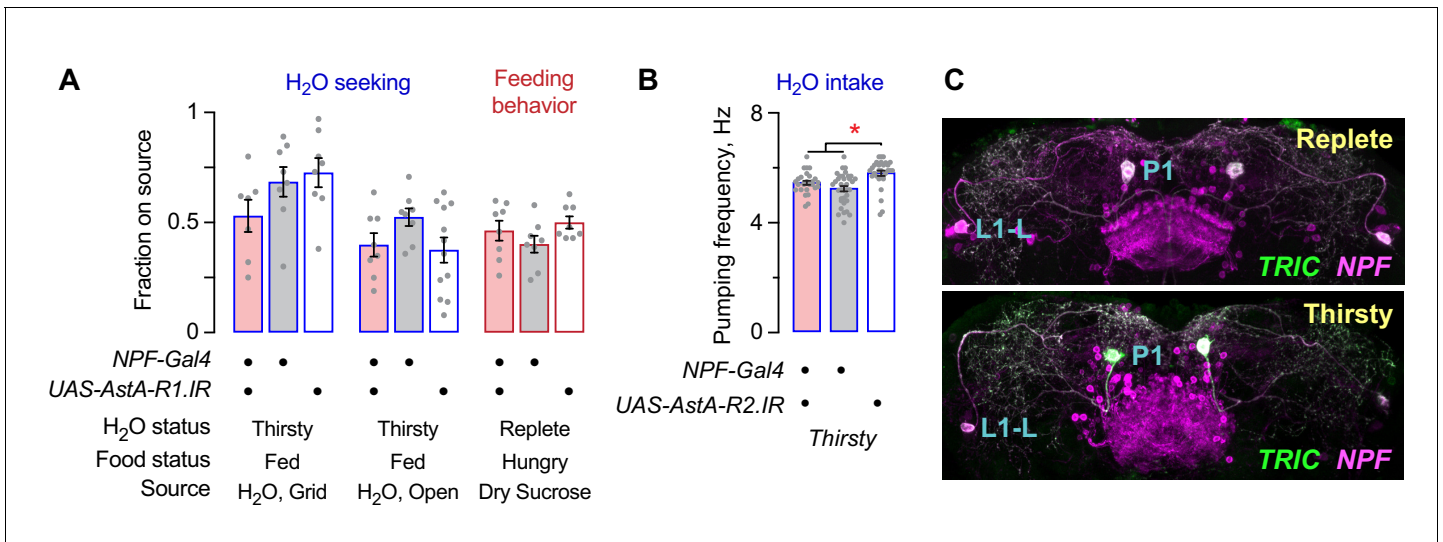 A
H2O seeking
Feeding
behavior
Fraction on source
1
0.5
0
NPF-Gal4
UAS-AstA-R1.IR
H2O status Thirsty Thirsty Replete
Food status Fed Fed Hungry
Source H2O, Grid H2O, Open Dry Sucrose
B
H2O intake
Pumping frequency, Hz
8
4
0
*
NPF-Gal4
UAS-AstA-R2.IR
Thirsty
C
Replete
P1
L1-L
TRIC NPF
Thirsty
P1
L1-L
TRIC NPF